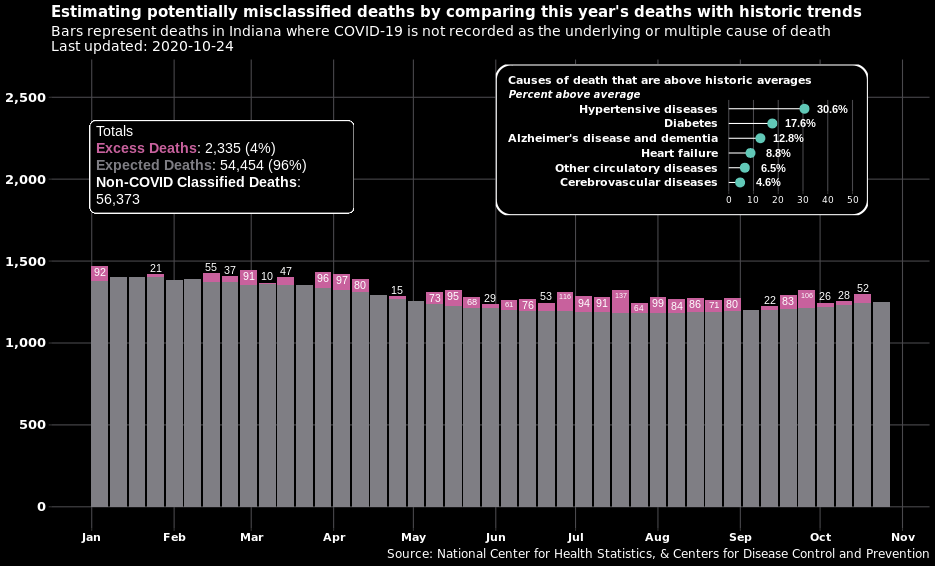 Estimating potentially misclassified deaths by comparing this year's deaths with historic trends
Bars represent deaths in Indiana where COVID-19 is not recorded as the underlying or multiple cause of death
Last updated: 2020-10-24
Causes of death that are above historic averages
Percent above average
Hypertensive diseases 30.6%
Diabetes 17.6%
Alzheimer's disease and dementia 12.8%
Heart failure 8.8%
Other circulatory diseases 6.5%
Cerebrovascular diseases 4.6%
0 10 20 30 40 50
Totals
Excess Deaths: 2,335 (4%)
Expected Deaths: 54,454 (96%)
Non-COVID Classified Deaths:
56,373
2,500
2,000
1,500
1,000
500
0
92 21 55 37 91 10 47 96 97 80 15 73 95 68 29 61 76 53 116 94 91 137 64 99 84 86 71 80 22 83 106 26 28 52
Jan Feb Mar Apr May Jun Jul Aug Sep Oct Nov
Source: National Center for Health Statistics, & Centers for Disease Control and Prevention